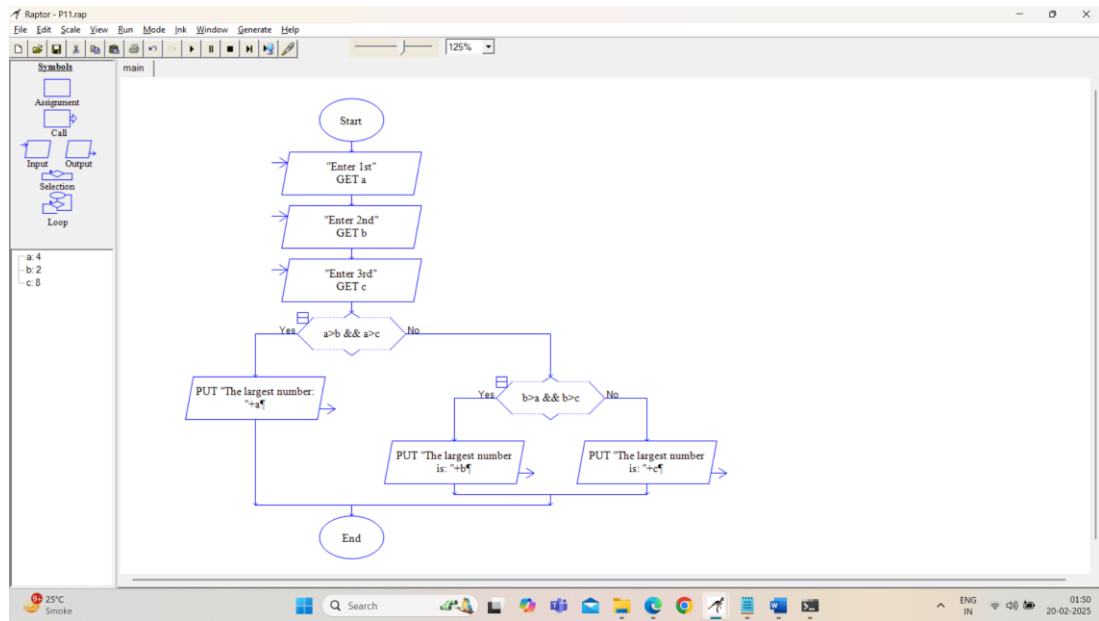 Raptor - P11.rap
File Edit Scale View Run Mode Ink Window Generate Help
125%
Symbols
Assignment
Call
Input Output
Selection
Loop
a: 4
b: 2
c: 8
main
Start
"Enter 1st"
GET a
"Enter 2nd"
GET b
"Enter 3rd"
GET c
Yes a>b && a>c No
PUT "The largest number:
"+a¶
Yes b>a && b>c No
PUT "The largest number
is: "+b¶
PUT "The largest number
is: "+c¶
End
9+
25°C
Smoke
Search
ENG
IN
01:50
20-02-2025